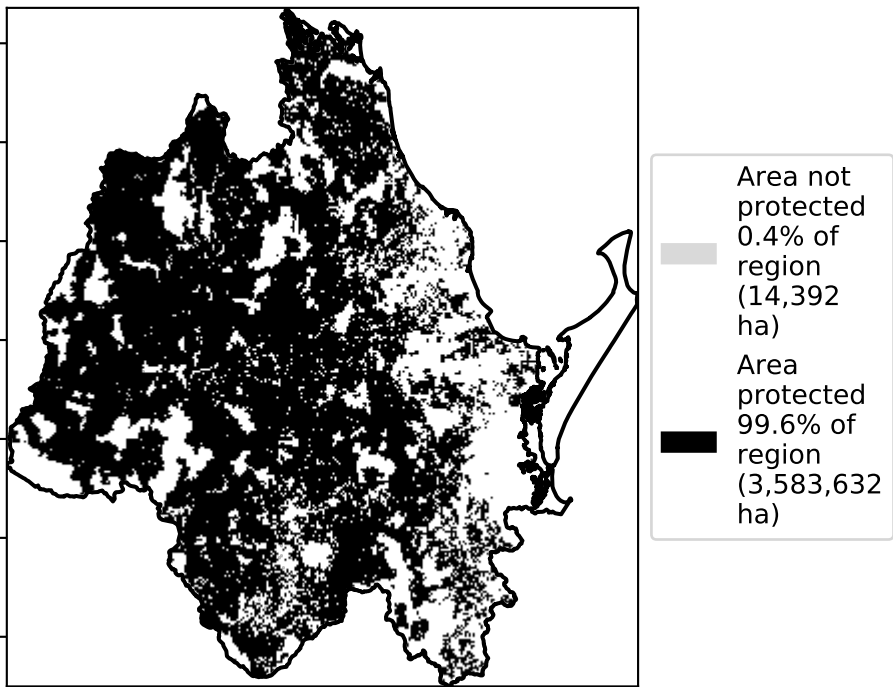 Area not
protected
0.4% of
region
(14,392
ha)
Area
protected
99.6% of
region
(3,583,632
ha)